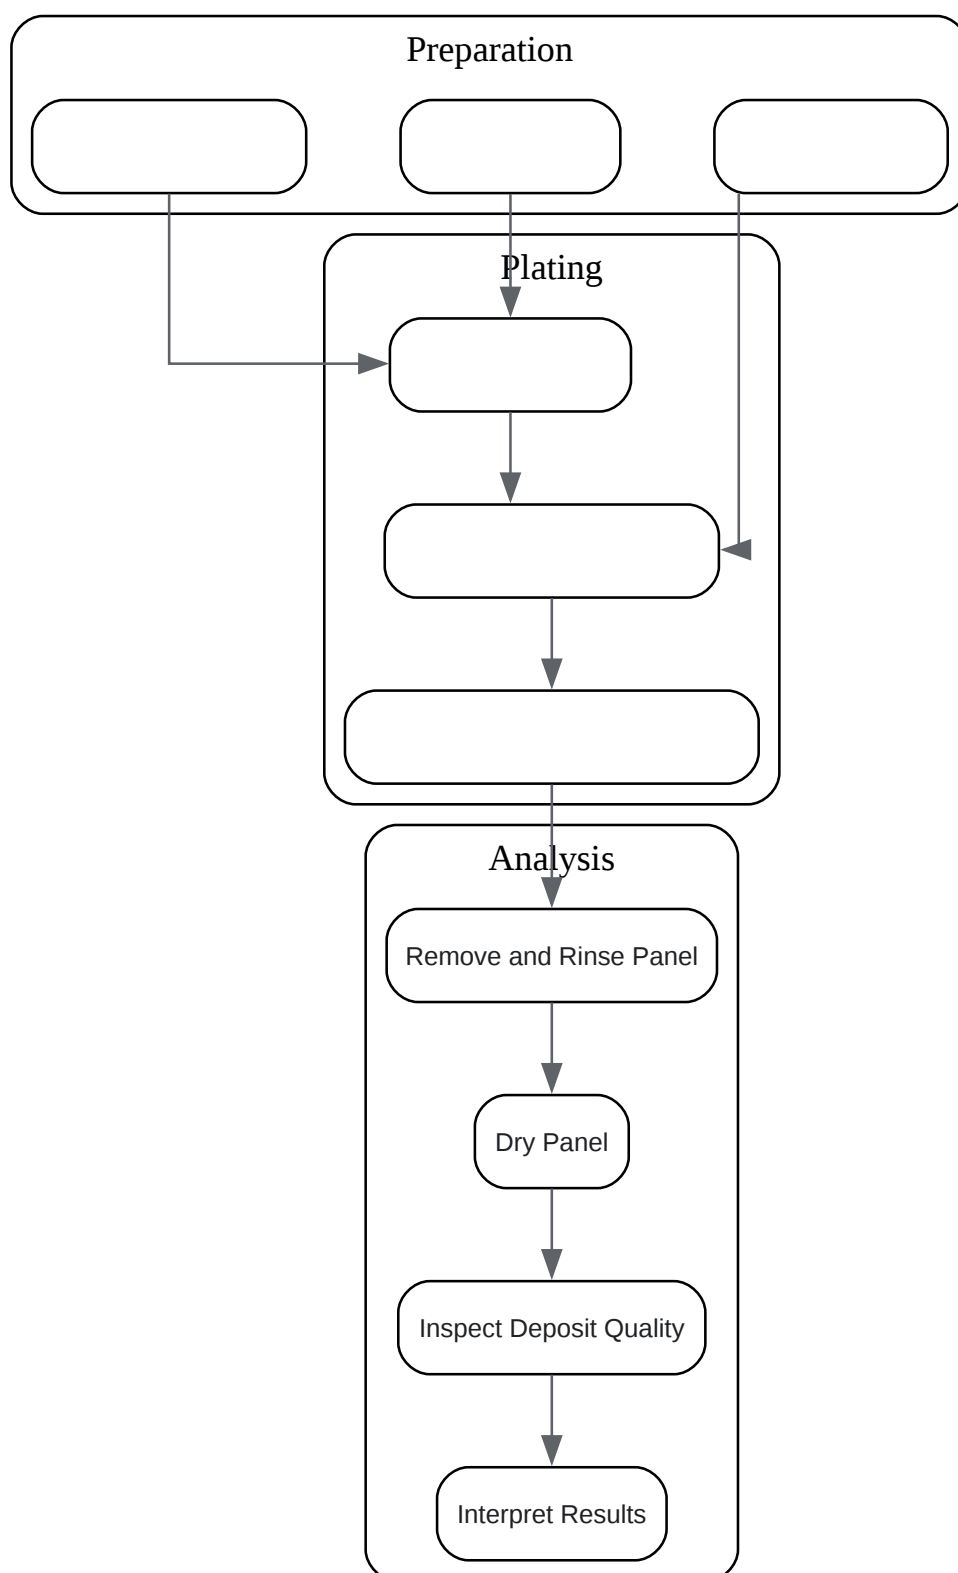 Preparation
Plating
Analysis
Remove and Rinse Panel
Dry Panel
Inspect Deposit Quality
Interpret Results